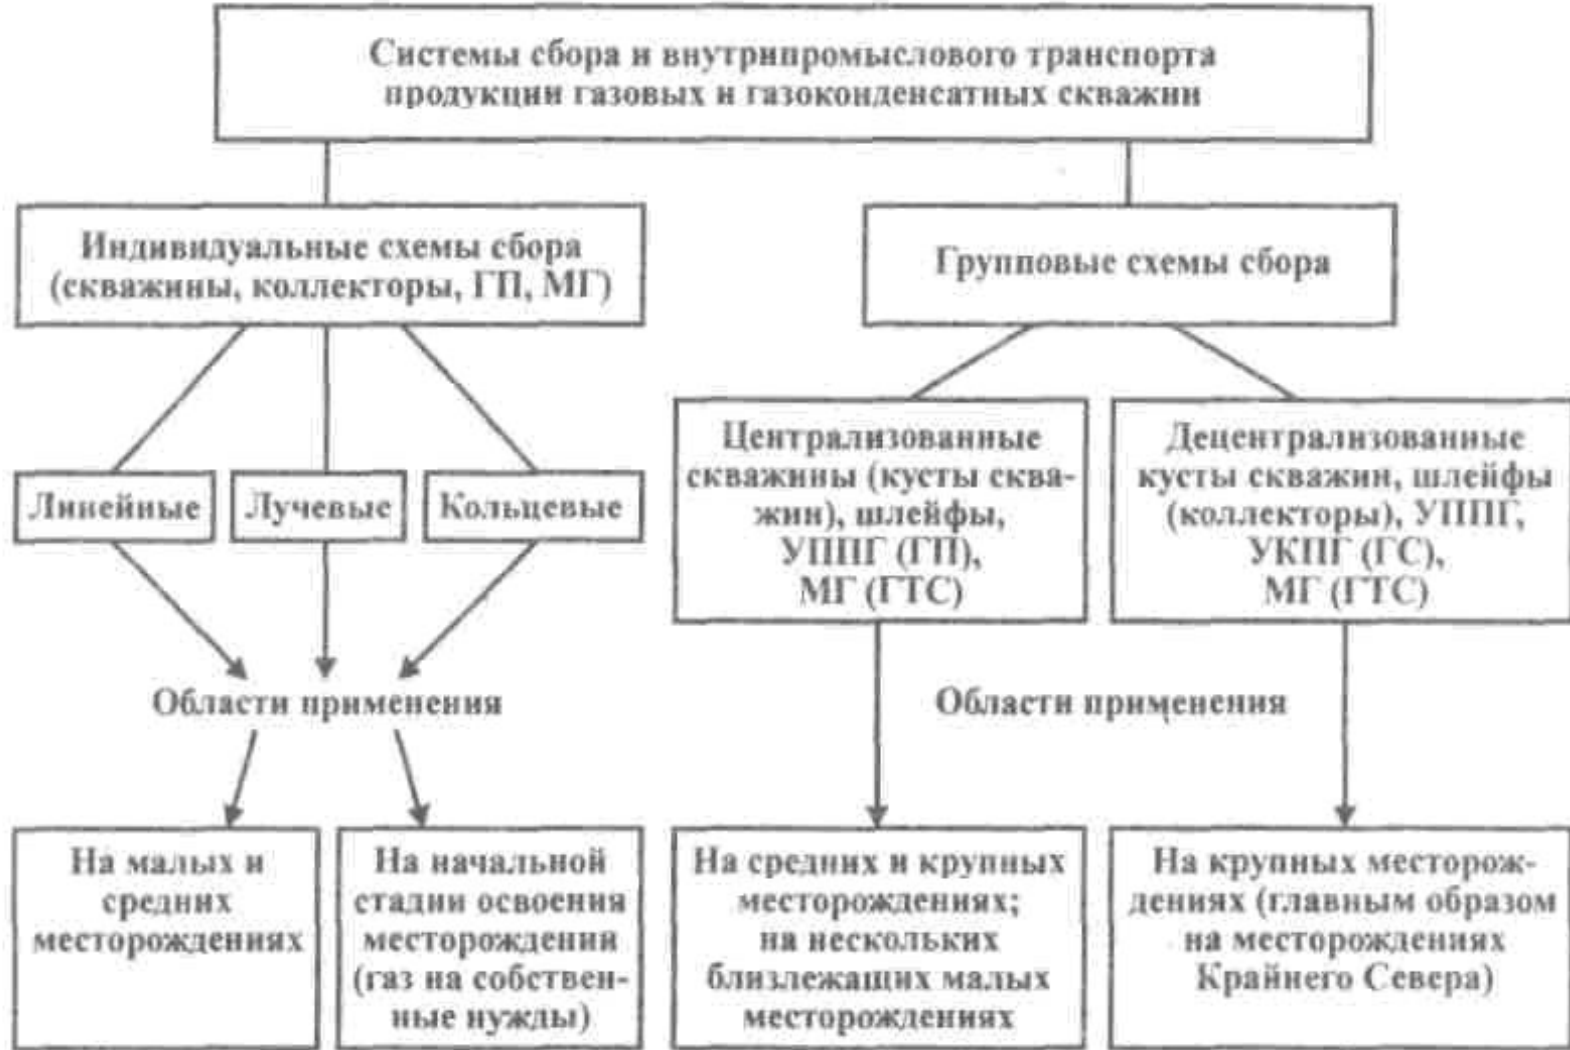 Системы сбора и внутрипромыслового транспорта
продукции газовых и газоконденсатных скважин
Индивидуальные схемы сбора
(скважины, коллекторы, ГП, МГ)
Групповые схемы сбора
Линейные
Лучевые
Кольцевые
Централизованные
скважины (кусты сква-
жин), шлейфы,
УППГ (ГП),
МГ (ГТС)
Децентрализованные
кусты скважин, шлейфы
(коллекторы), УППГ,
УКПГ (ГС),
МГ (ГТС)
Области применения
Области применения
На малых и
средних
месторождениях
На начальной
стадии освоения
месторождений
(газ на собствен-
ные нужды)
На средних и крупных
месторождениях;
на нескольких
близлежащих малых
месторождениях
На крупных месторож-
дениях (главным образом
на месторождениях
Крайнего Севера)